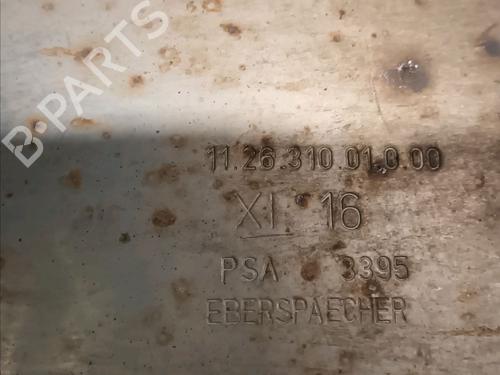 B-PARTS
11.26.310.01.0.00
XI 16
PSA 3395
EBERSPAECHER